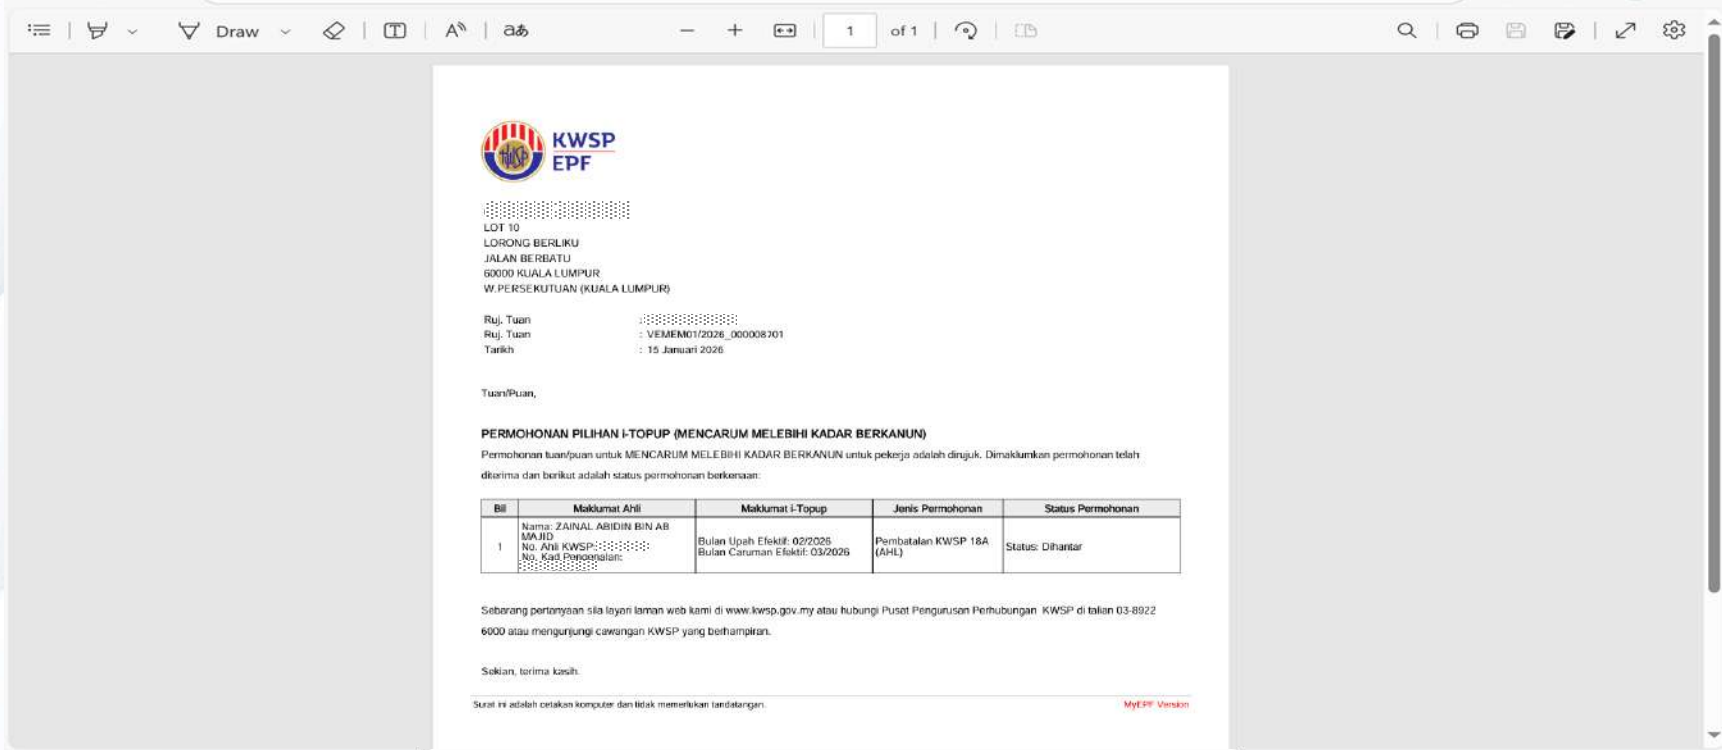 Draw
1 of 1
KWSP
EPF
LOT 10
LORONG BERLIKU
JALAN BERBATU
60000 KUALA LUMPUR
W.PERSEKUTUAN (KUALA LUMPUR)
Ruj. Tuan :
Ruj. Tuan : VEMEM01/2026_000008201
Tarikh : 15 Januari 2026
Tuan/Puan,
PERMOHONAN PILIHAN i-TOPUP (MENCARUM MELEBIHI KADAR BERKANUN)
Permohonan tuan/puan untuk MENCARUM MELEBIHI KADAR BERKANUN untuk pekerja adalah dirujuk. Dimaklumkan permohonan telah
diterima dan berikut adalah status permohonan berkenaan:
Bil Maklumat Ahli Maklumat i-Topup Jenis Permohonan Status Permohonan
1
Nama: ZAINAL ABIDIN BIN AB
MAJID
No. Ahli KWSP:
No. Kad Pengenalan:
Bulan Upah Efektif: 02/2026
Bulan Caruman Efektif: 03/2026
Pembatalan KWSP 18A
(AHL)
Status: Dihantar
Sebarang pertanyaan sila layari laman web kami di www.kwsp.gov.my atau hubungi Pusat Pengurusan Perhubungan KWSP di talian 03-8922
6000 atau mengunjungi cawangan KWSP yang berhampiran.
Sekian, terima kasih.
Surat ini adalah cetakan komputer dan tidak memerlukan tandatangan.
MyEPF Version